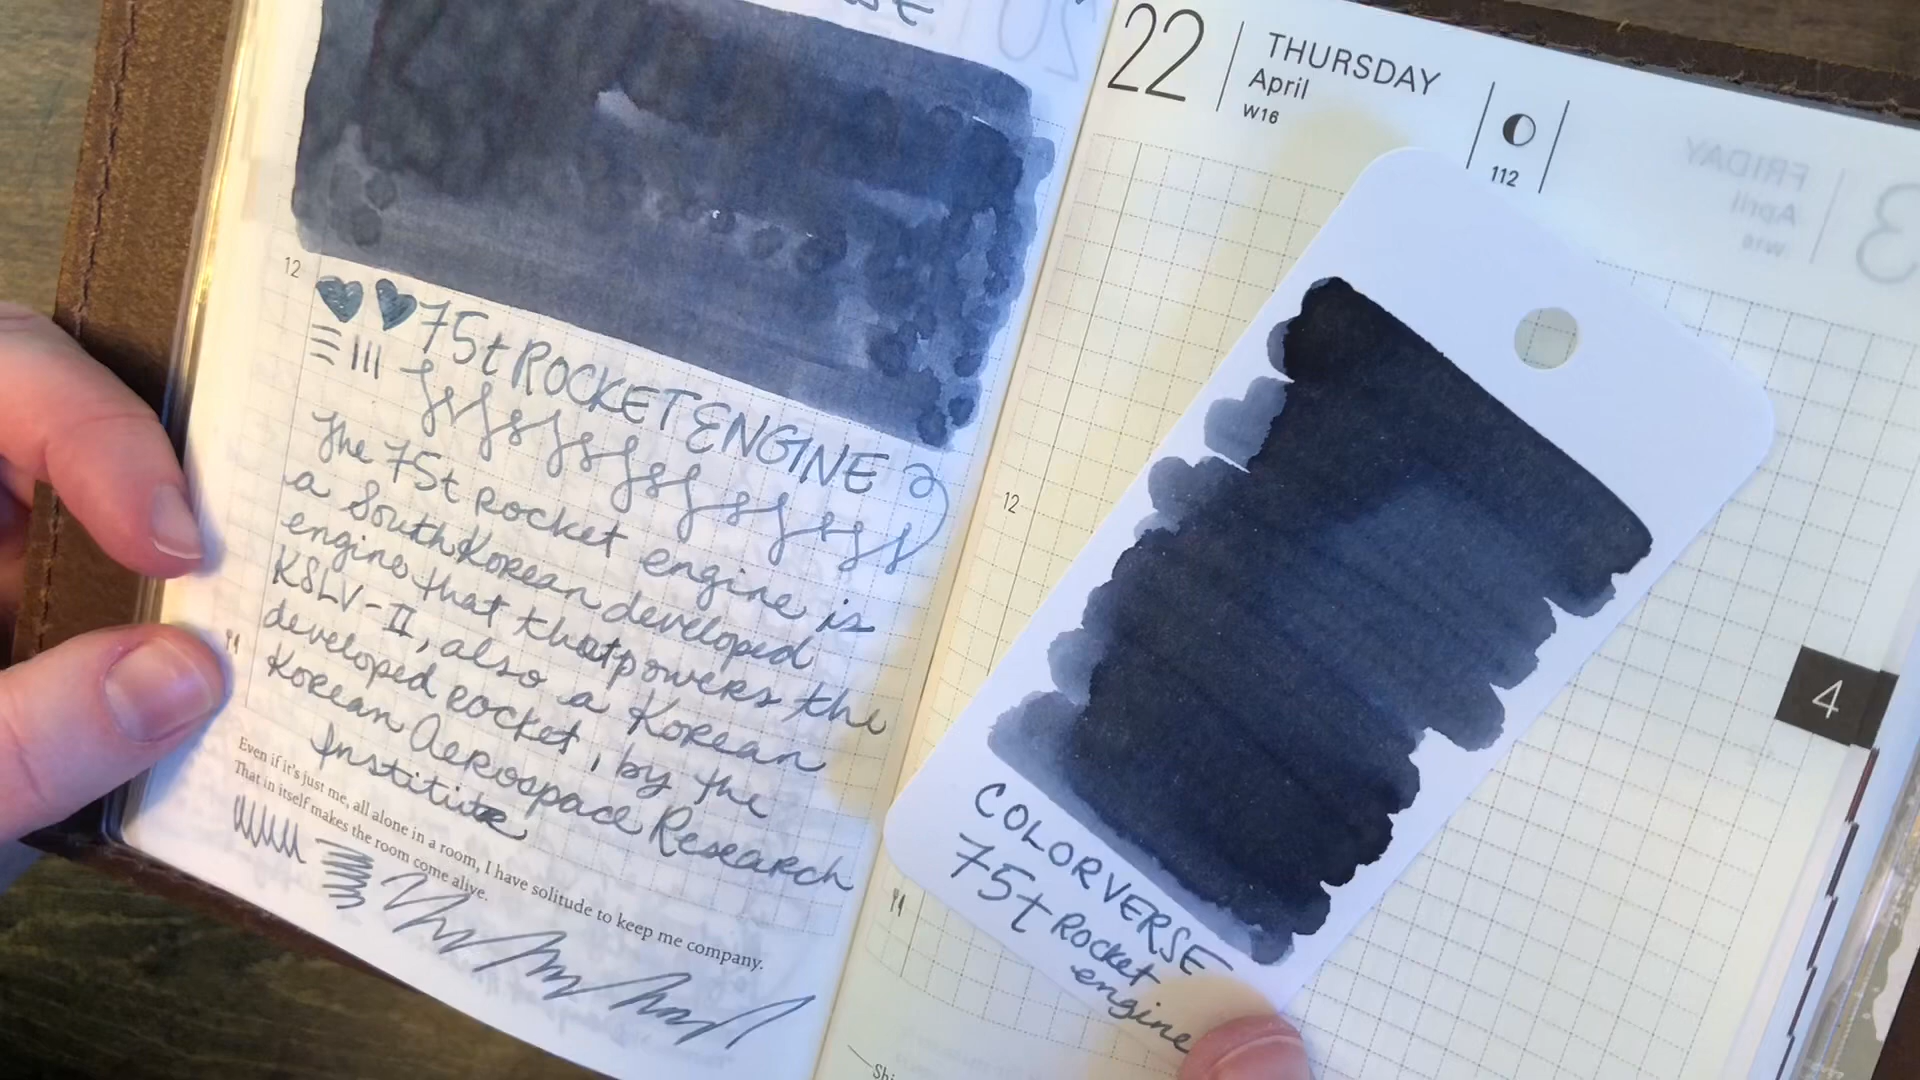 12
75t ROCKET ENGINE
The 75t rocket engine is
a South Korean developed
engine that that powers the
KSLV-II, also a Korean
developed rocket, by the
Korean Aerospace Research
Institute
Even if it's just me, all alone in a room, I have solitude to keep me company.
That in itself makes the room come alive.
22
THURSDAY
April
W16
112
FRIDAY
April
W16
12
4
COLORVERSE
75t Rocket
engine